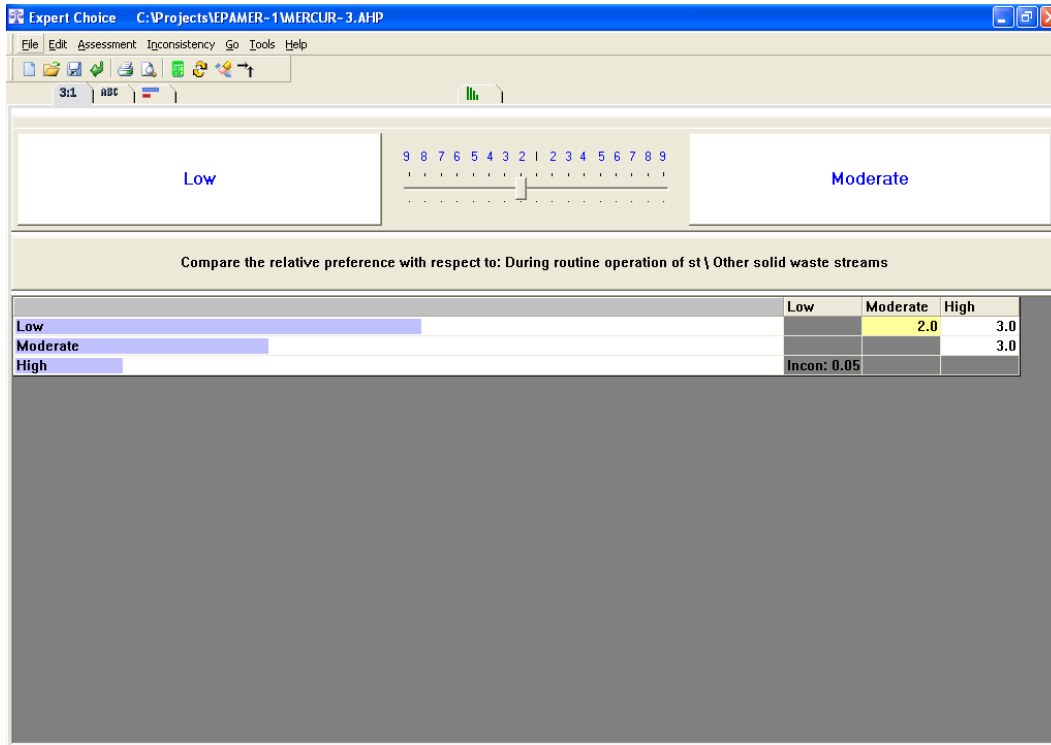 Expert Choice C:\Projects\EPAMER~1\MERCUR~3.AHP
File Edit Assessment Inconsistency Go Tools Help
3:1 ABC
Low 9 8 7 6 5 4 3 2 1 2 3 4 5 6 7 8 9 Moderate
Compare the relative preference with respect to: During routine operation of st \ Other solid waste streams
Low Moderate High
Low 2.0 3.0
Moderate 3.0
High Incon: 0.05